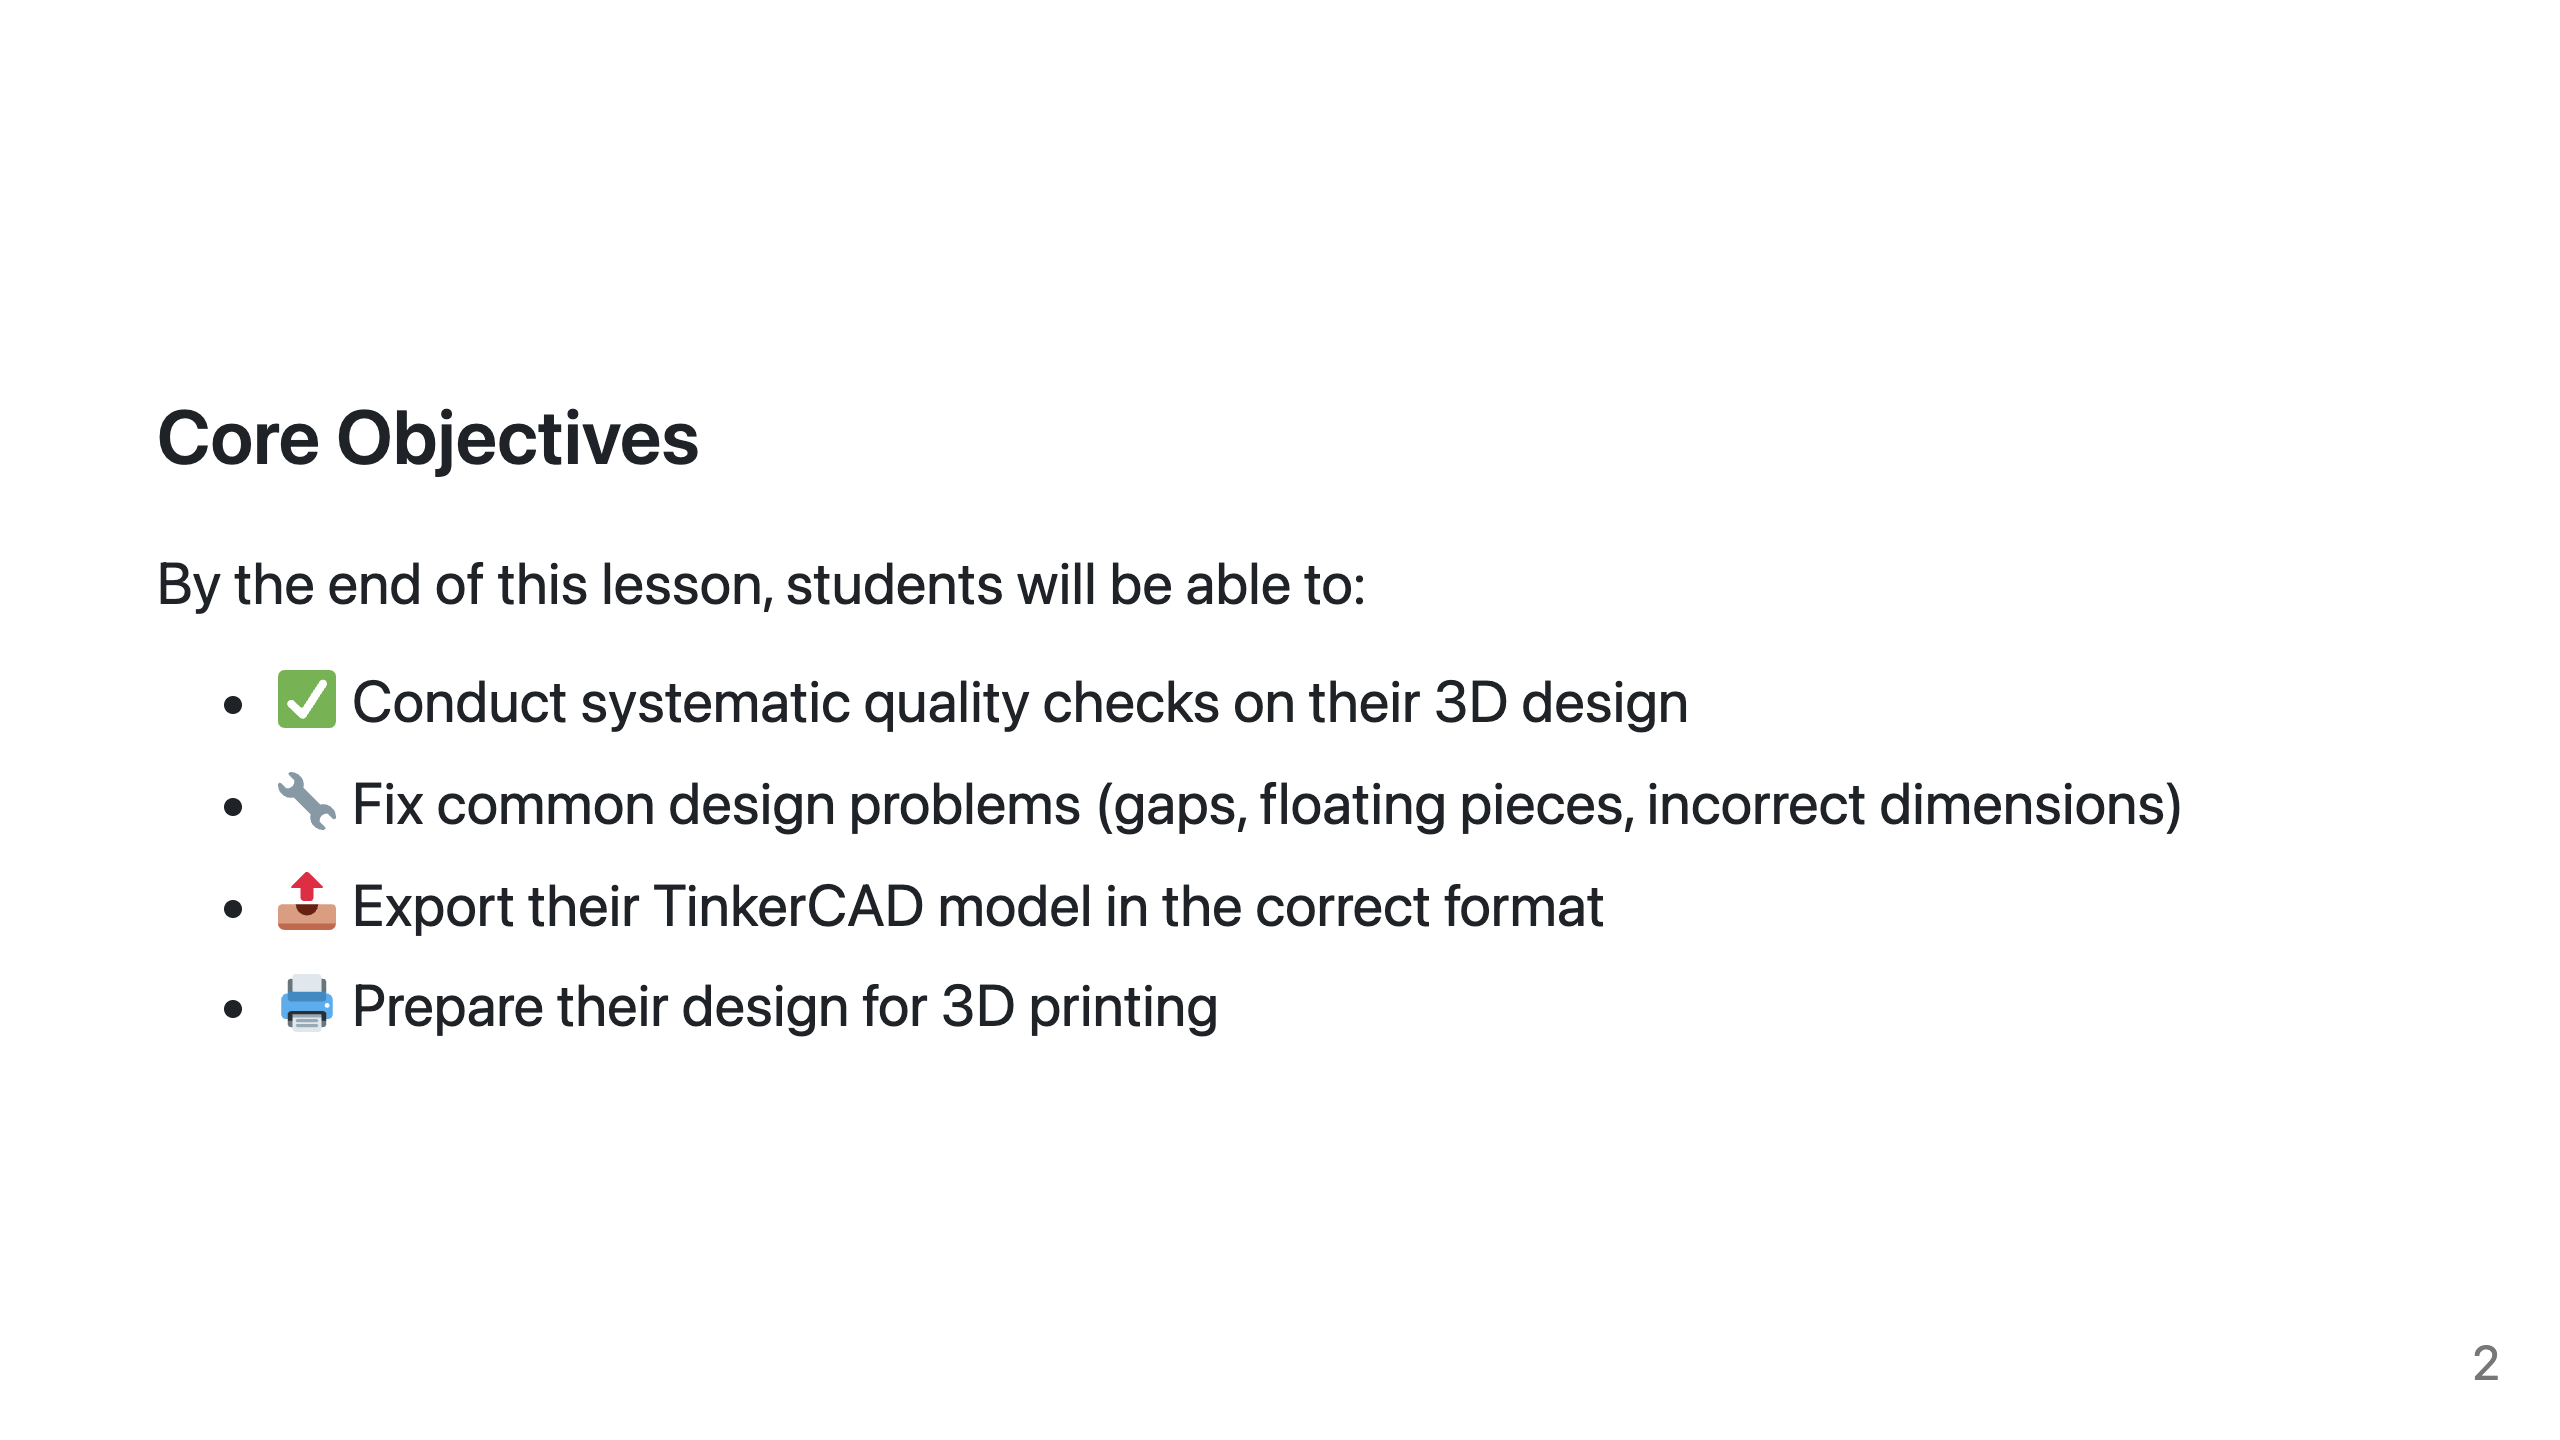 Core Objectives
By the end of this lesson, students will be able to:
• ✅ Conduct systematic quality checks on their 3D design
• 🔧 Fix common design problems (gaps, floating pieces, incorrect dimensions)
• 📤 Export their TinkerCAD model in the correct format
• 🖨️ Prepare their design for 3D printing
2